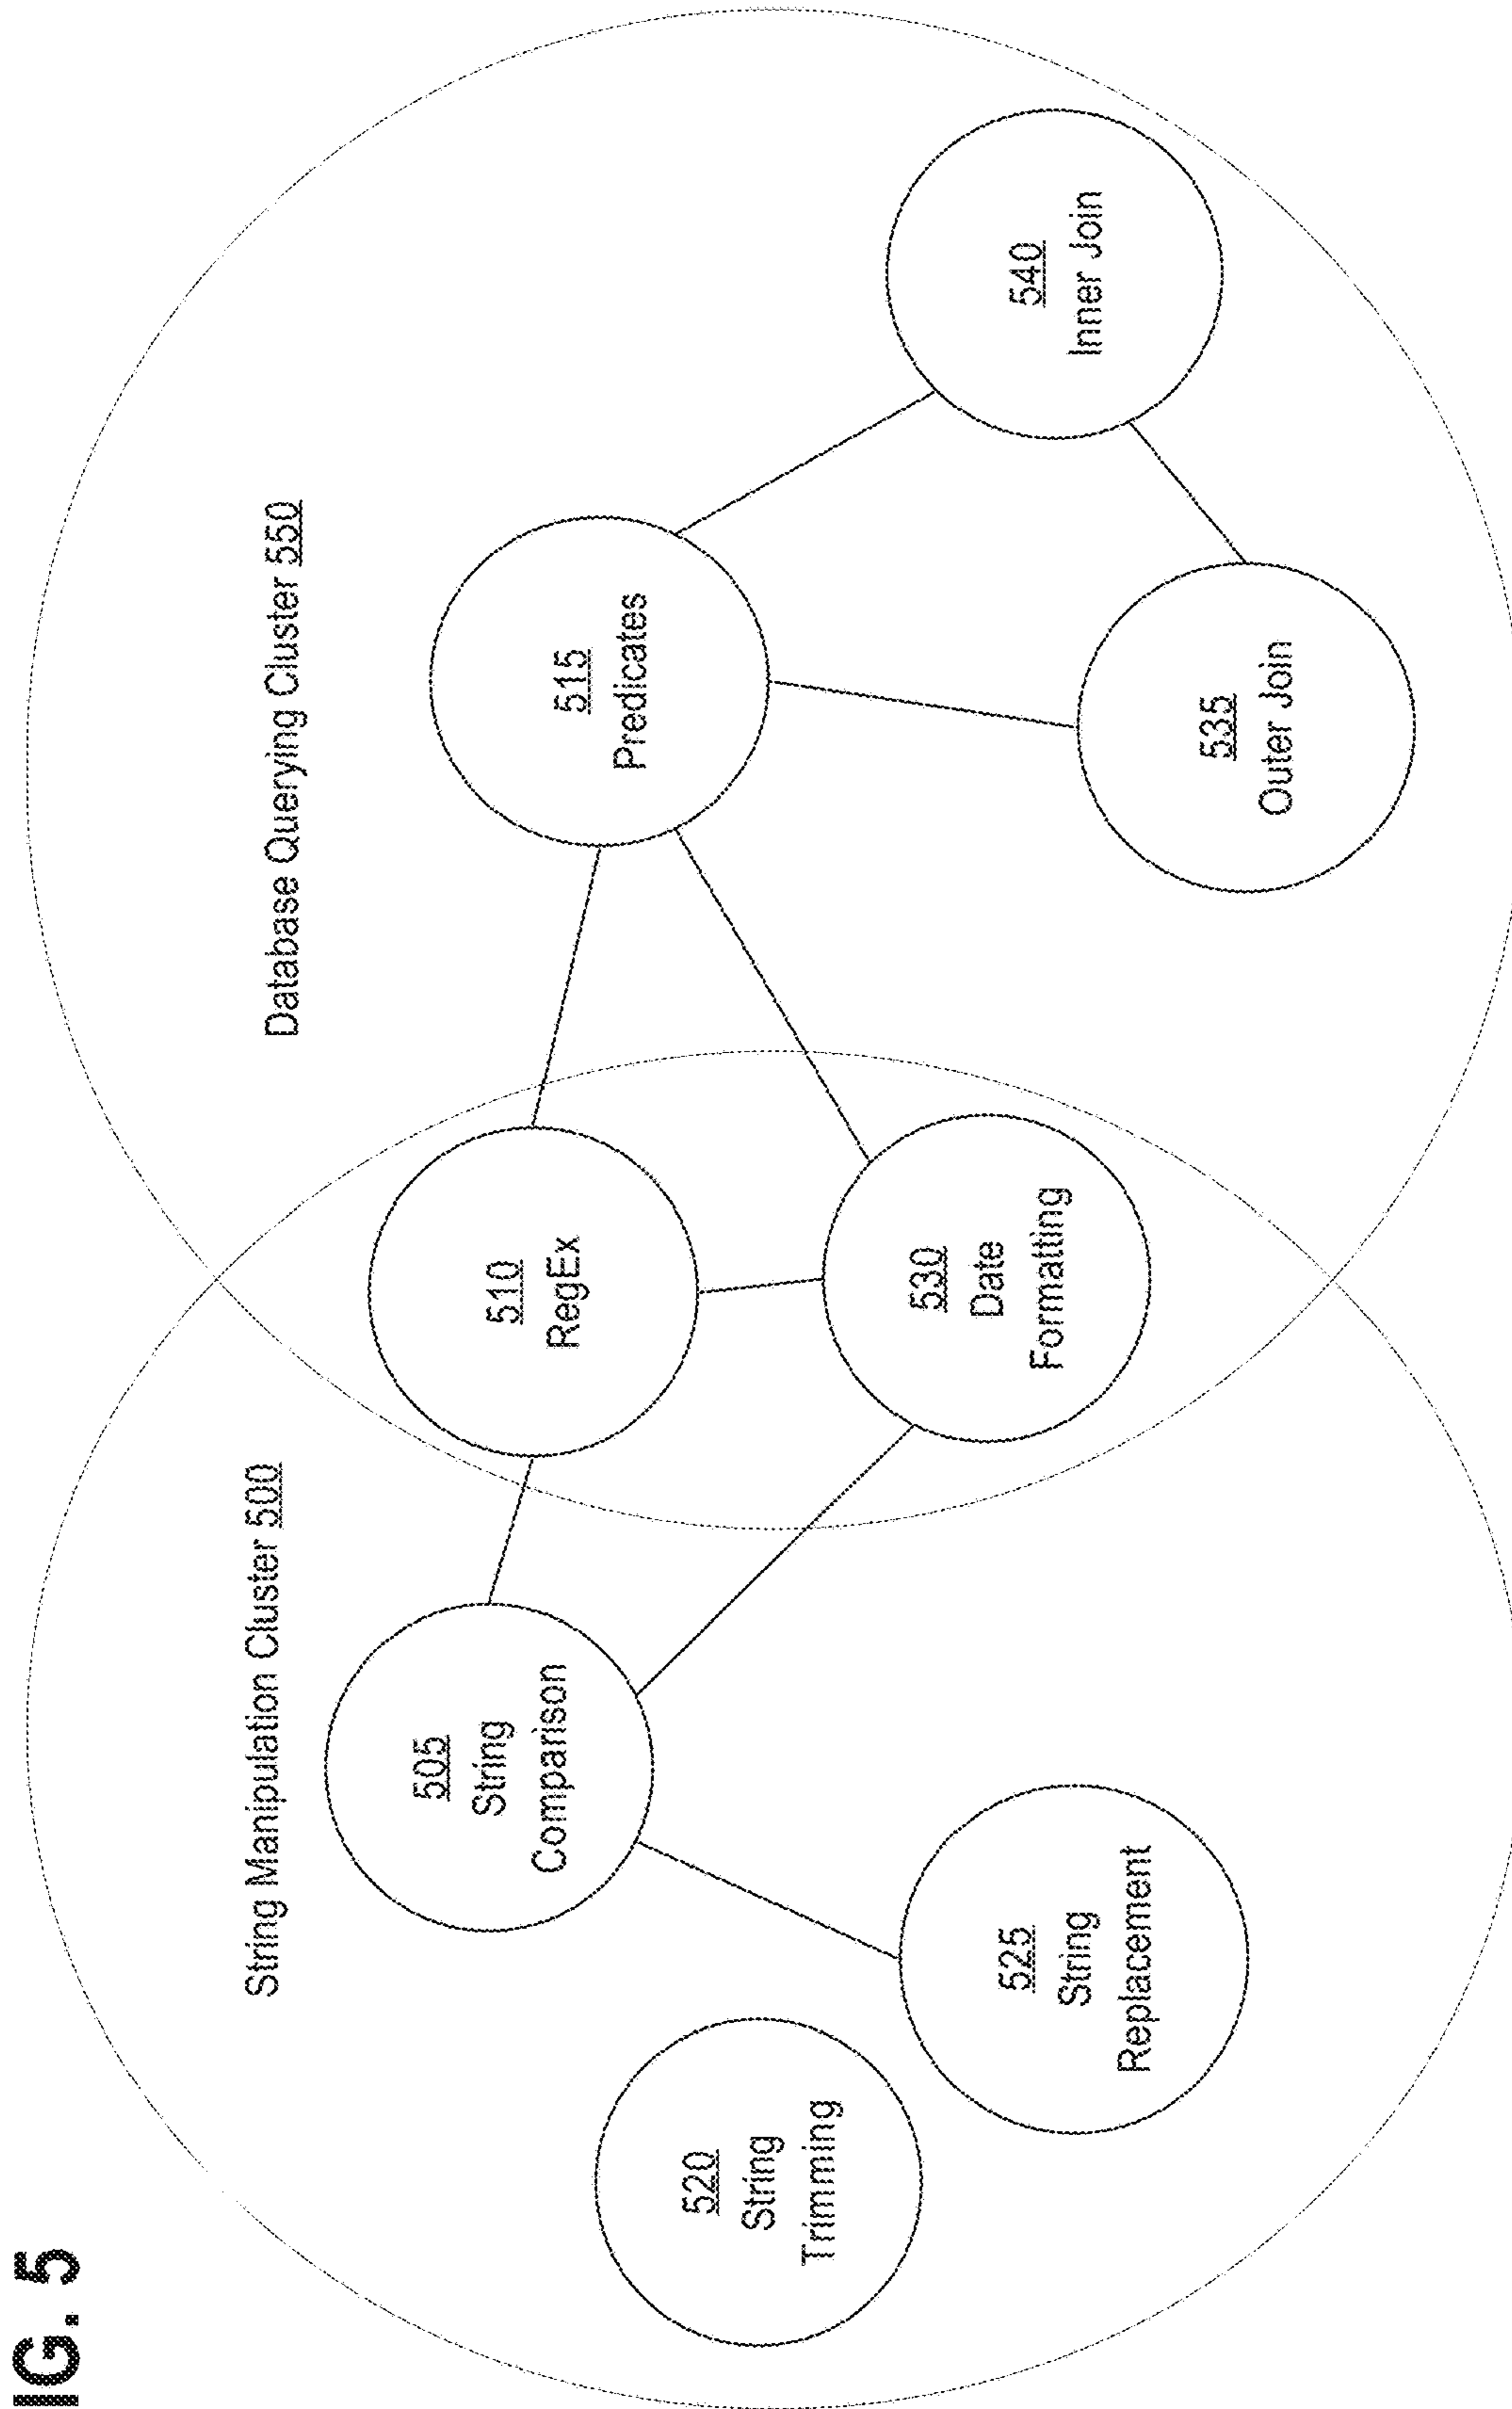 IG. 5
String Manipulation Cluster 500
Database Querying Cluster 550
505
String
Comparison
510
RegEx
515
Predicates
520
String
Trimming
525
String
Replacement
530
Date
Formatting
535
Outer Join
540
Inner Join